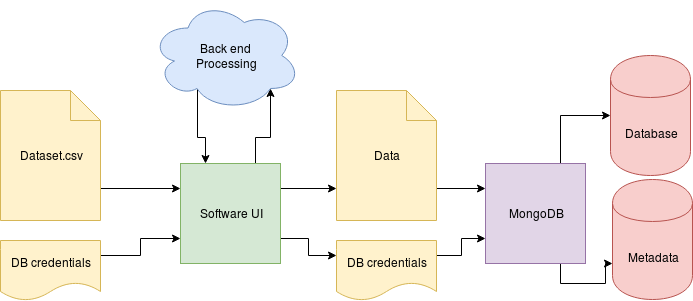 Back end
Processing
Dataset.csv
Data
Database
Software UI
MongoDB
DB credentials
DB credentials
Metadata